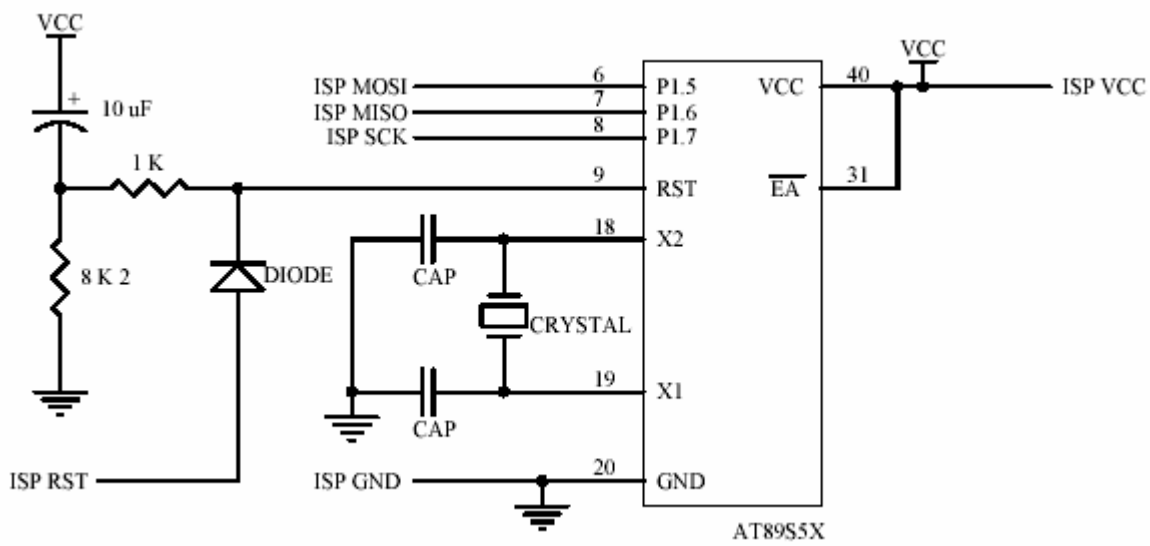 VCC
VCC
ISP MOSI
6
P1.5
VCC
40
ISP VCC
+
10 uF
ISP MISO
7
P1.6
ISP SCK
8
P1.7
1 K
9
RST
EA
31
18
X2
8 K 2
DIODE
CAP
CRYSTAL
19
X1
CAP
ISP RST
ISP GND
20
GND
AT89S5X